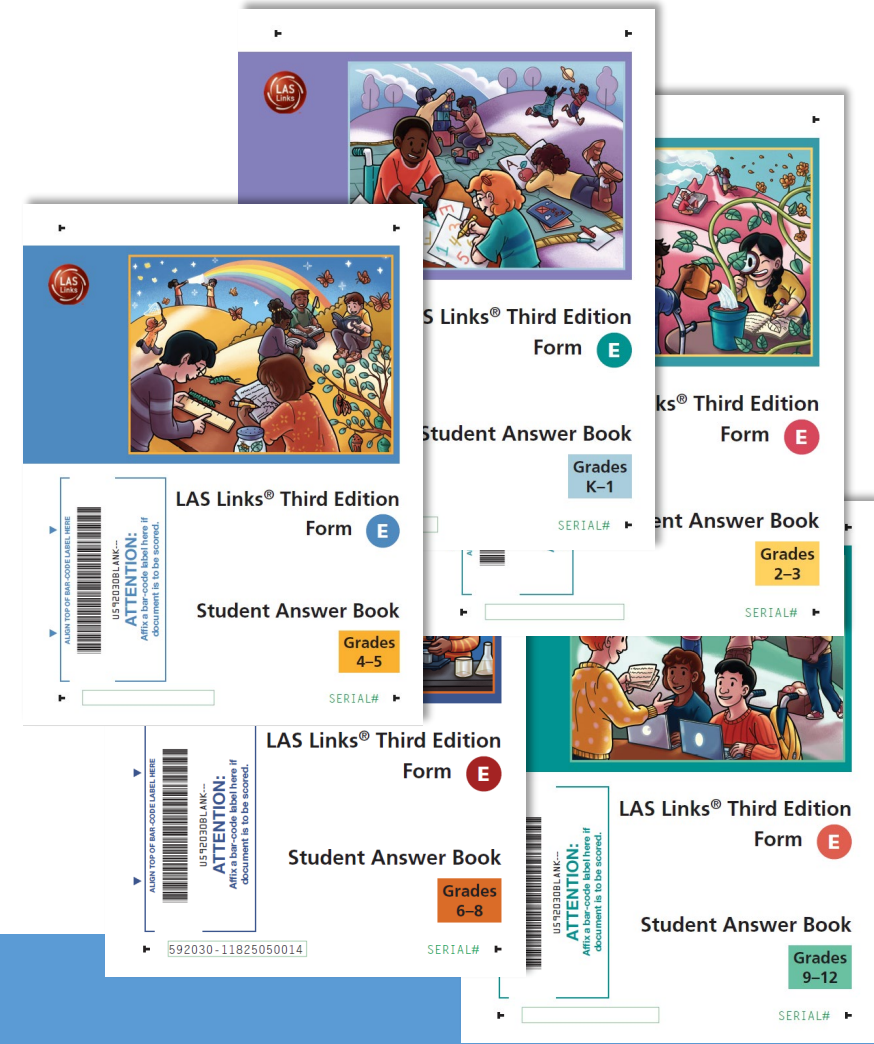 LAS
Links
S Links® Third Edition
Form E
Student Answer Book
Grades
K–1
SERIAL#
ks® Third Edition
Form E
ent Answer Book
Grades
2–3
SERIAL#
LAS
Links
LAS Links® Third Edition
Form E
ALIGN TOP OF BAR-CODE LABEL HERE
US92030BLANK---
ATTENTION:
Affix a bar-code label here if
document is to be scored.
Student Answer Book
Grades
4–5
SERIAL#
LAS Links® Third Edition
Form E
ALIGN TOP OF BAR-CODE LABEL HERE
US92030BLANK---
ATTENTION:
Affix a bar-code label here if
document is to be scored.
Student Answer Book
Grades
6–8
592030-11825050014
SERIAL#
LAS Links® Third Edition
Form E
US92030BLANK---
ATTENTION:
Affix a bar-code label here if
document is to be scored.
Student Answer Book
Grades
9–12
SERIAL#